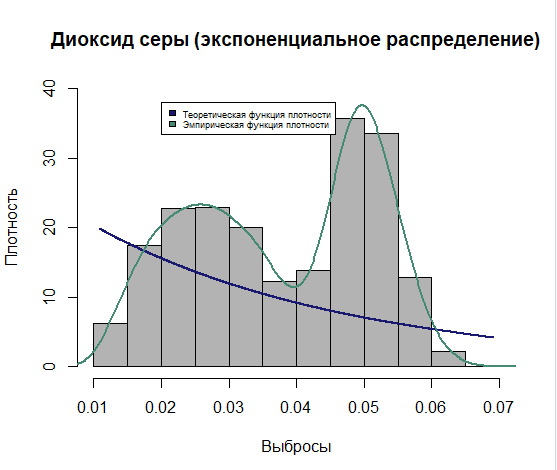 Диоксид серы (экспоненциальное распределение)
Теоретическая функция плотности
Эмпирическая функция плотности
Плотность
40
30
20
10
0
0.01 0.02 0.03 0.04 0.05 0.06 0.07
Выбросы